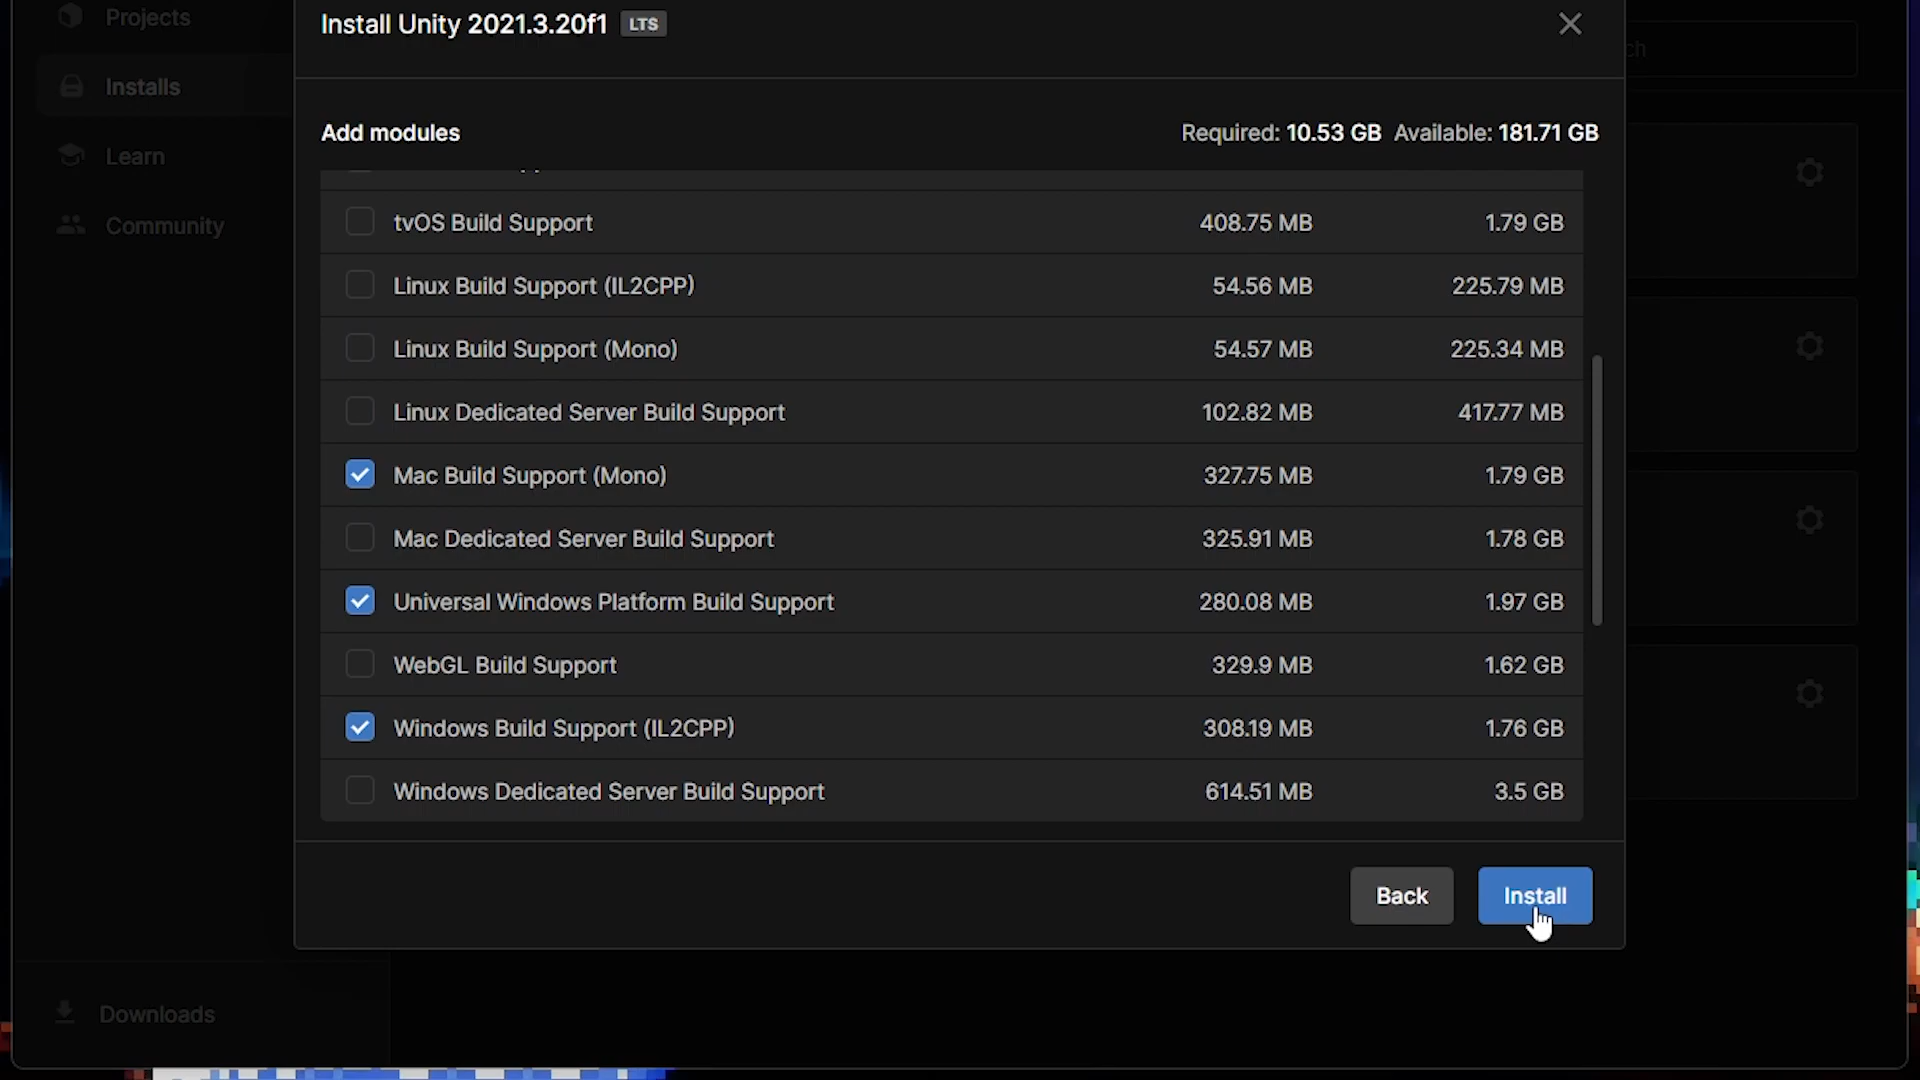 Projects
Installs
Learn
Community
Downloads
Install Unity 2021.3.20f1 LTS
Add modules
Required: 10.53 GB Available: 181.71 GB
tvOS Build Support 408.75 MB 1.79 GB
Linux Build Support (IL2CPP) 54.56 MB 225.79 MB
Linux Build Support (Mono) 54.57 MB 225.34 MB
Linux Dedicated Server Build Support 102.82 MB 417.77 MB
Mac Build Support (Mono) 327.75 MB 1.79 GB
Mac Dedicated Server Build Support 325.91 MB 1.78 GB
Universal Windows Platform Build Support 280.08 MB 1.97 GB
WebGL Build Support 329.9 MB 1.62 GB
Windows Build Support (IL2CPP) 308.19 MB 1.76 GB
Windows Dedicated Server Build Support 614.51 MB 3.5 GB
Back
Install